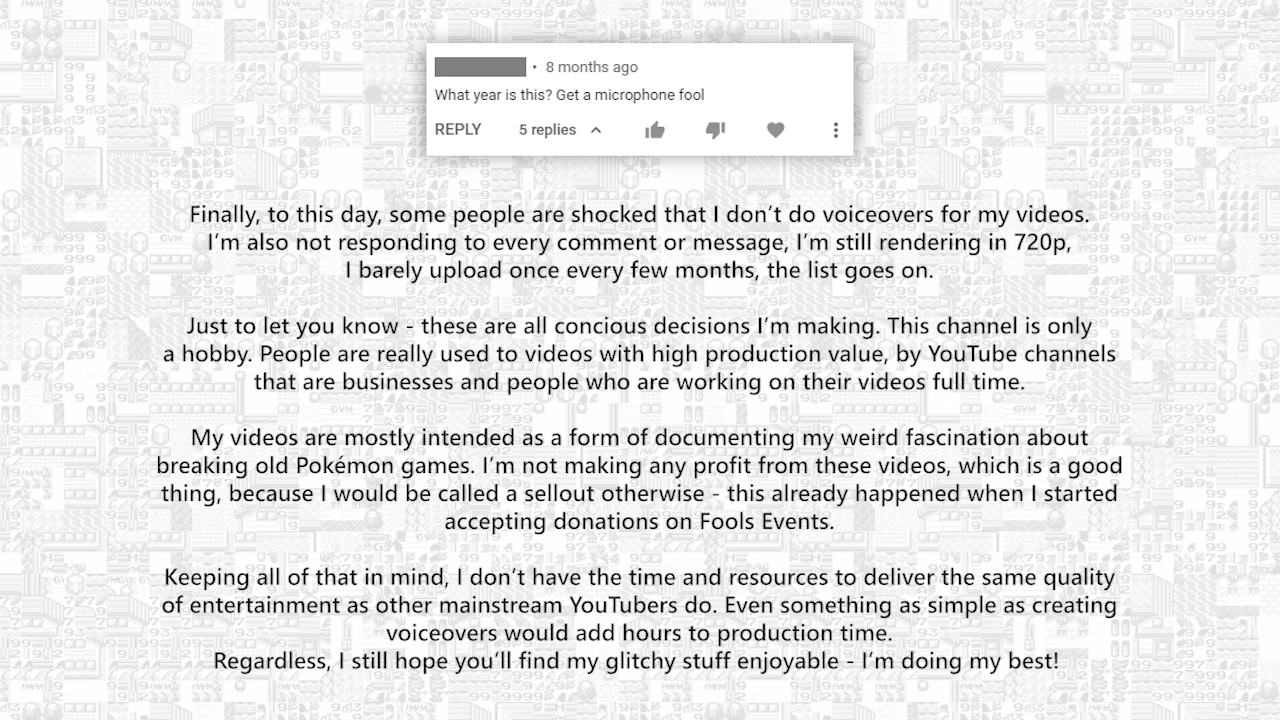 • 8 months ago
What year is this? Get a microphone fool
REPLY 5 replies
Finally, to this day, some people are shocked that I don’t do voiceovers for my videos.
I’m also not responding to every comment or message, I’m still rendering in 720p,
I barely upload once every few months, the list goes on.
Just to let you know - these are all concious decisions I’m making. This channel is only
a hobby. People are really used to videos with high production value, by YouTube channels
that are businesses and people who are working on their videos full time.
My videos are mostly intended as a form of documenting my weird fascination about
breaking old Pokémon games. I’m not making any profit from these videos, which is a good
thing, because I would be called a sellout otherwise - this already happened when I started
accepting donations on Fools Events.
Keeping all of that in mind, I don’t have the time and resources to deliver the same quality
of entertainment as other mainstream YouTubers do. Even something as simple as creating
voiceovers would add hours to production time.
Regardless, I still hope you’ll find my glitchy stuff enjoyable - I’m doing my best!